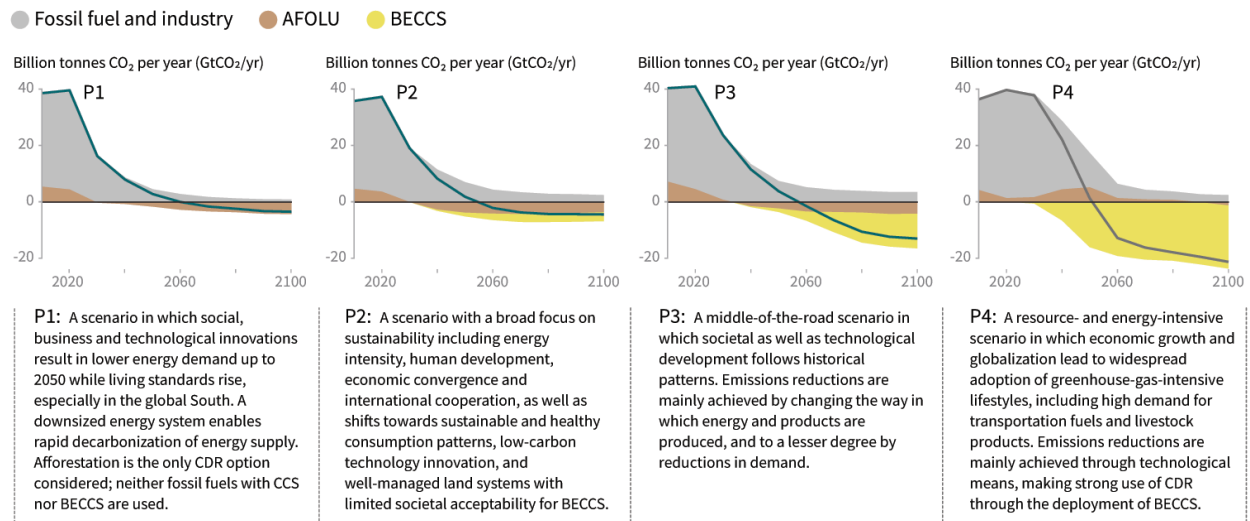 Fossil fuel and industry AFOLU BECCS
Billion tonnes CO₂ per year (GtCO₂/yr)
40
P1
20
0
-20
2020 2060 2100
Billion tonnes CO₂ per year (GtCO₂/yr)
40
P2
20
0
-20
2020 2060 2100
Billion tonnes CO₂ per year (GtCO₂/yr)
40
P3
20
0
-20
2020 2060 2100
Billion tonnes CO₂ per year (GtCO₂/yr)
40
P4
20
0
-20
2020 2060 2100
P1: A scenario in which social,
business and technological innovations
result in lower energy demand up to
2050 while living standards rise,
especially in the global South. A
downsized energy system enables
rapid decarbonization of energy supply.
Afforestation is the only CDR option
considered; neither fossil fuels with CCS
nor BECCS are used.
P2: A scenario with a broad focus on
sustainability including energy
intensity, human development,
economic convergence and
international cooperation, as well as
shifts towards sustainable and healthy
consumption patterns, low-carbon
technology innovation, and
well-managed land systems with
limited societal acceptability for BECCS.
P3: A middle-of-the-road scenario in
which societal as well as technological
development follows historical
patterns. Emissions reductions are
mainly achieved by changing the way in
which energy and products are
produced, and to a lesser degree by
reductions in demand.
P4: A resource- and energy-intensive
scenario in which economic growth and
globalization lead to widespread
adoption of greenhouse-gas-intensive
lifestyles, including high demand for
transportation fuels and livestock
products. Emissions reductions are
mainly achieved through technological
means, making strong use of CDR
through the deployment of BECCS.